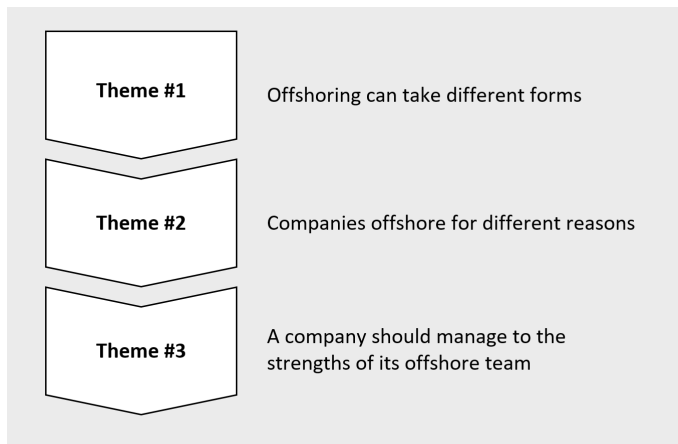 Theme #1
Offshoring can take different forms
Theme #2
Companies offshore for different reasons
Theme #3
A company should manage to the
strengths of its offshore team